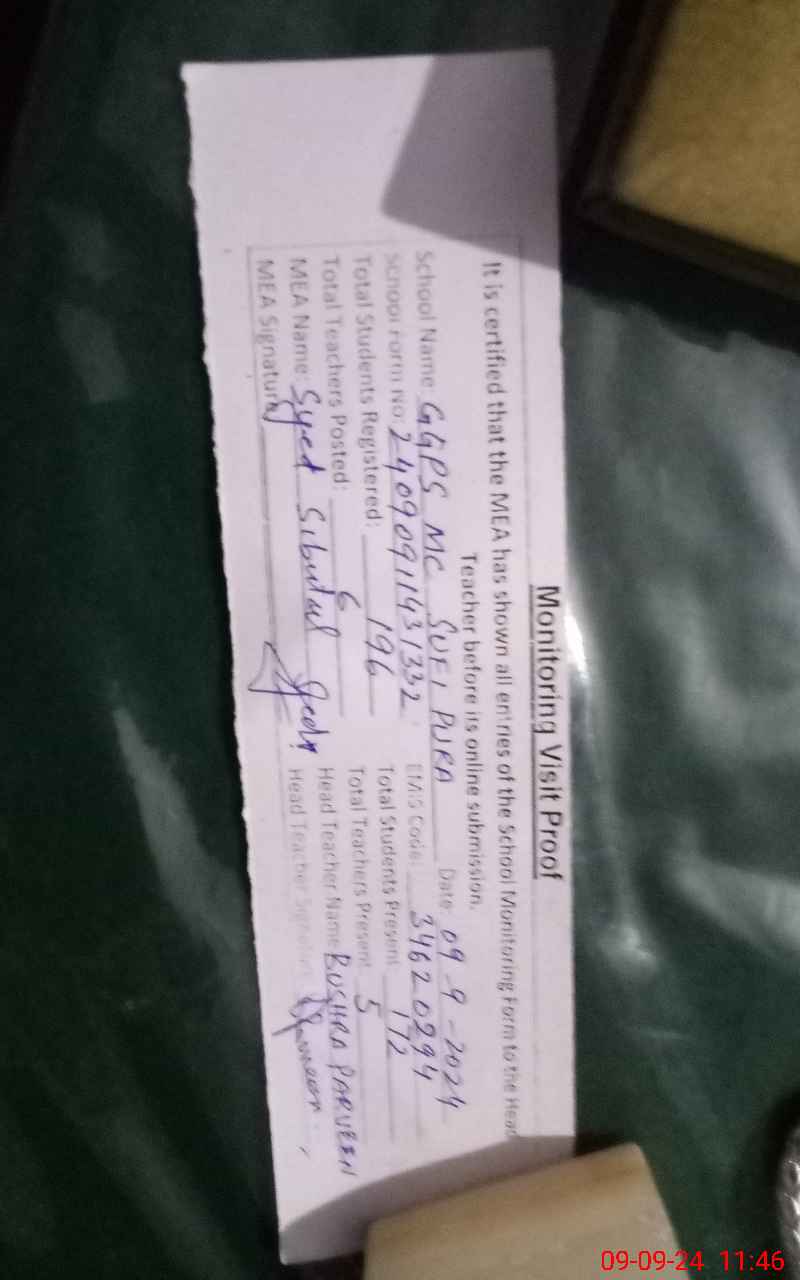 Monitoring Visit Proof
It is certified that the MEA has shown all entries of the School Monitoring Form to the Head
Teacher before its online submission.
School Name: GGPS MC SUFI PURA Date: 09-9-2024
School Form No: 2409091143 1332 EMIS Code: 34620294
Total Students Registered: 196 Total Students Present: 172
Total Teachers Posted: 6 Total Teachers Present: 5
MEA Name: Syed Sibutal Head Teacher Name: BUSHRA PARVEEN
MEA Signature Head Teacher Signature
09-09-24 11:46